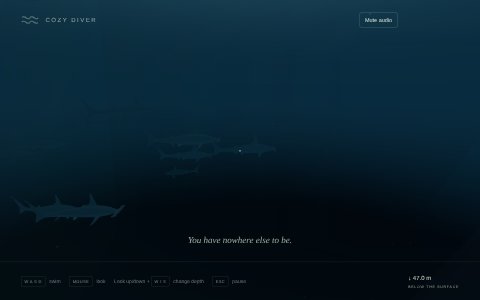 COZY DIVER
Mute audio
You have nowhere else to be.
W A S D swim MOUSE look Look up/down + W / S change depth ESC pause
↓ 47.0 m
BELOW THE SURFACE